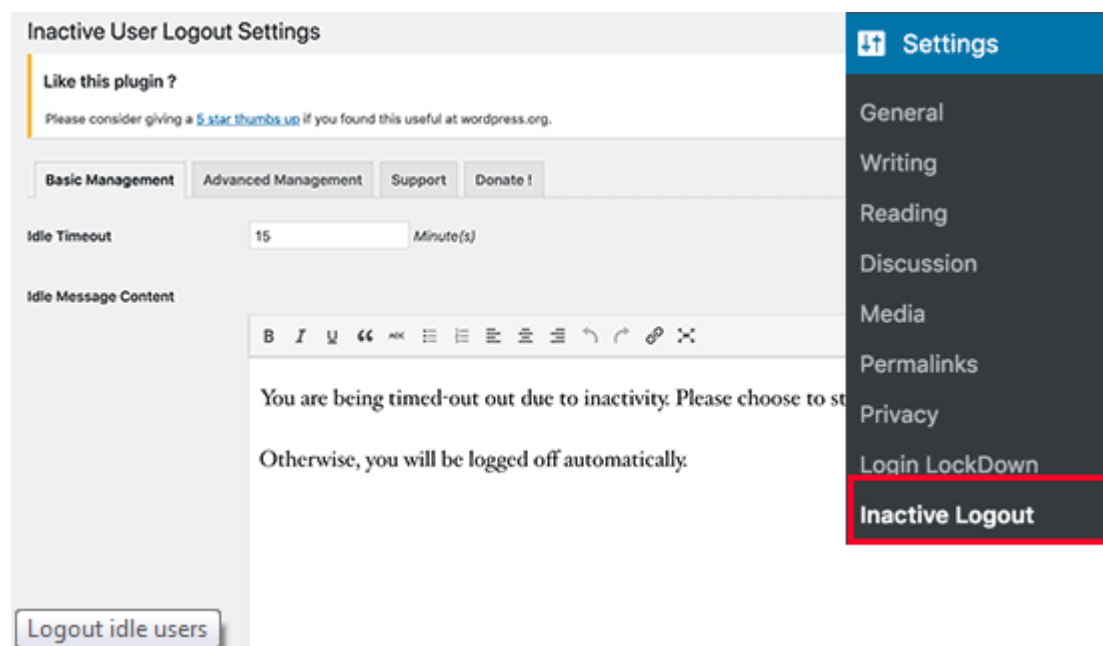 Inactive User Logout Settings
Like this plugin ?
Please consider giving a 5 star thumbs up if you found this useful at wordpress.org.
Basic Management Advanced Management Support Donate !
Idle Timeout 15 Minute(s)
Idle Message Content
B I U “ ABC
You are being timed-out out due to inactivity. Please choose to st
Otherwise, you will be logged off automatically.
Logout idle users
Settings
General
Writing
Reading
Discussion
Media
Permalinks
Privacy
Login LockDown
Inactive Logout